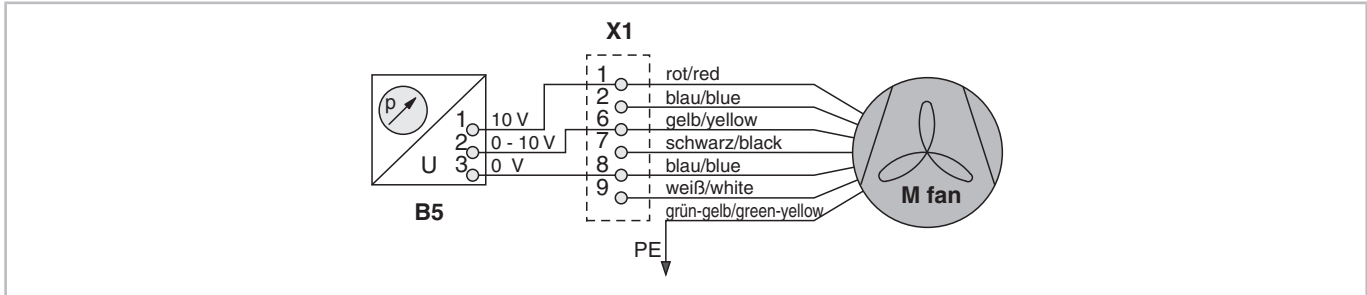 X1
1 rot/red
2 blau/blue
p
1 10 V
6 gelb/yellow
2 0 - 10 V
7 schwarz/black
U 3 0 V
8 blau/blue
9 weiß/white
B5
M fan
grün-gelb/green-yellow
PE